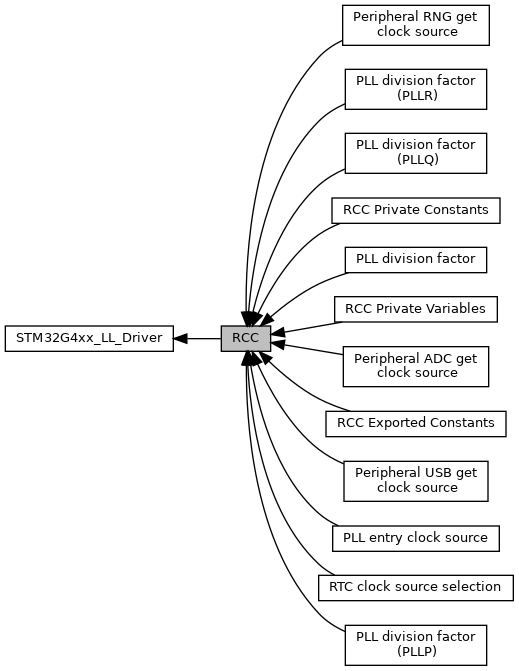 Peripheral RNG get
clock source
PLL division factor
(PLLR)
PLL division factor
(PLLQ)
RCC Private Constants
PLL division factor
RCC Private Variables
STM32G4xx_LL_Driver
RCC
Peripheral ADC get
clock source
RCC Exported Constants
Peripheral USB get
clock source
PLL entry clock source
RTC clock source selection
PLL division factor
(PLLP)